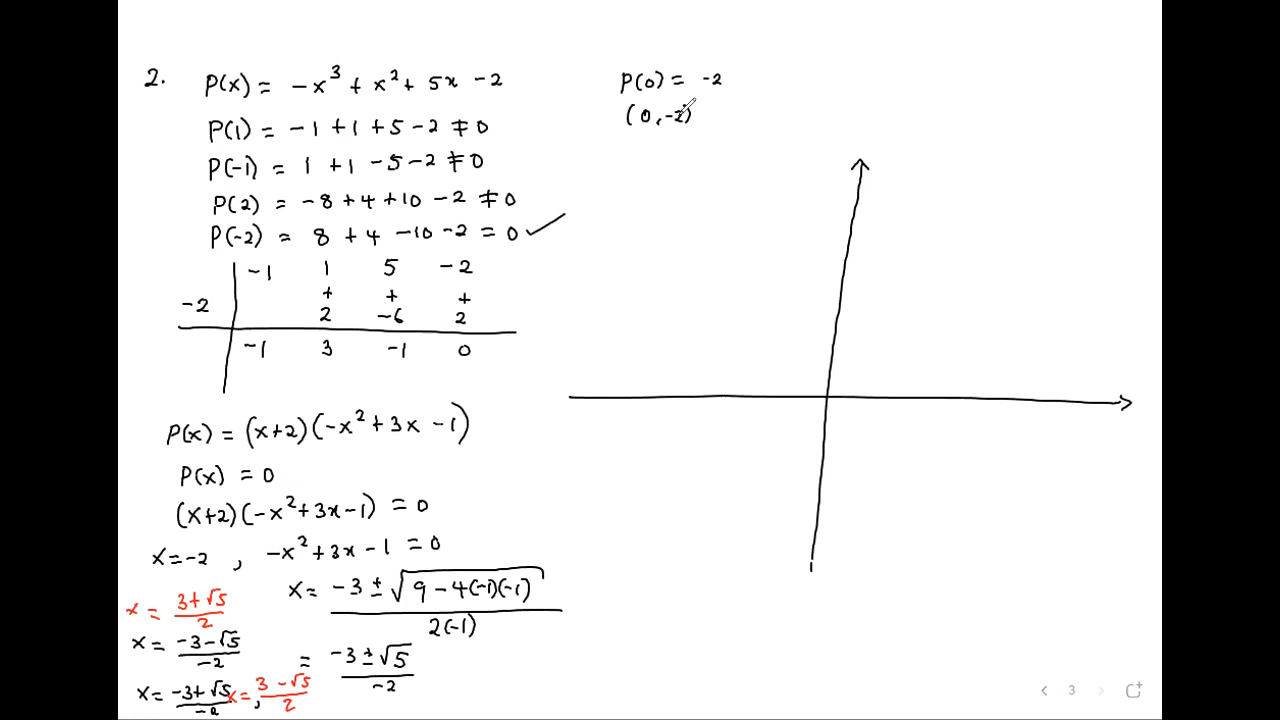 2. P(x) = -x³ + x² + 5x - 2
P(1) = -1 + 1 + 5 - 2 ≠ 0
P(-1) = 1 + 1 - 5 - 2 ≠ 0
P(2) = -8 + 4 + 10 - 2 ≠ 0
P(-2) = 8 + 4 - 10 - 2 = 0 ✓
-1 1 5 -2
+ + +
-2
2 -6 2
-1 3 -1 0
P(x) = (x+2)(-x² + 3x - 1)
P(x) = 0
(x+2)(-x² + 3x - 1) = 0
x = -2 , -x² + 3x - 1 = 0
x = (-3 ± √(9 - 4(-1)(-1))) / 2(-1)
= (-3 ± √5) / -2
x = (3 + √5) / 2
x = (-3 - √5) / -2
x = (-3 + √5) / -2 , x = (3 - √5) / 2
P(0) = -2
(0, -2)
3